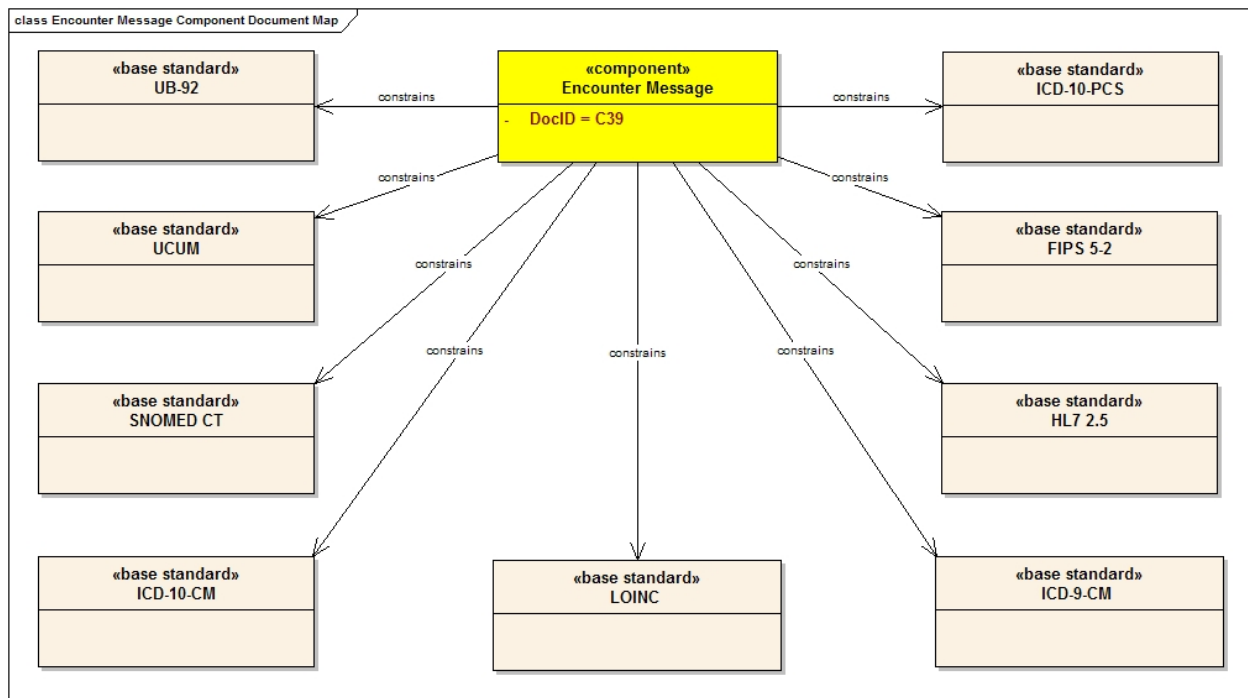 class Encounter Message Component Document Map
«base standard»
UB-92
«component»
Encounter Message
- DocID = C39
«base standard»
ICD-10-PCS
constrains
constrains
constrains
constrains
«base standard»
UCUM
«base standard»
FIPS 5-2
constrains
constrains
constrains
constrains
constrains
«base standard»
SNOMED CT
«base standard»
HL7 2.5
«base standard»
ICD-10-CM
«base standard»
LOINC
«base standard»
ICD-9-CM